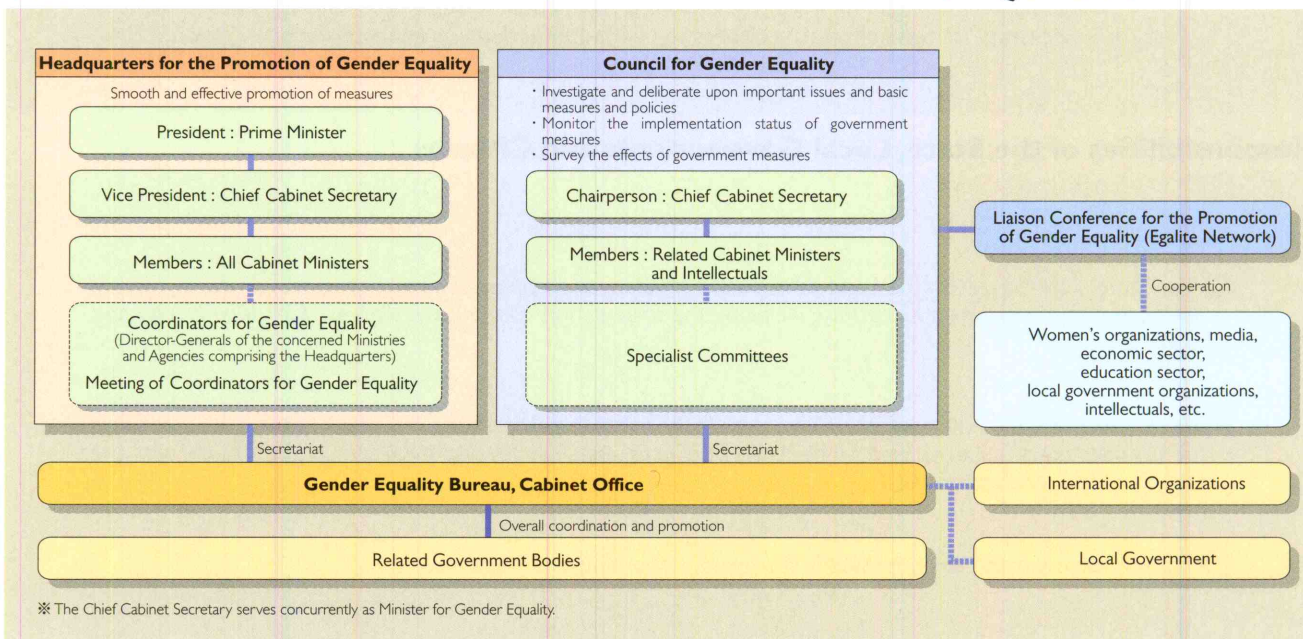 Headquarters for the Promotion of Gender Equality
Smooth and effective promotion of measures
President : Prime Minister
Vice President : Chief Cabinet Secretary
Members : All Cabinet Ministers
Coordinators for Gender Equality
(Director-Generals of the concerned Ministries
and Agencies comprising the Headquarters)
Meeting of Coordinators for Gender Equality
Council for Gender Equality
・Investigate and deliberate upon important issues and basic
measures and policies
・Monitor the implementation status of government
measures
・Survey the effects of government measures
Chairperson : Chief Cabinet Secretary
Members : Related Cabinet Ministers
and Intellectuals
Specialist Committees
Liaison Conference for the Promotion
of Gender Equality (Egalite Network)
Cooperation
Women's organizations, media,
economic sector,
education sector,
local government organizations,
intellectuals, etc.
Secretariat
Secretariat
Gender Equality Bureau, Cabinet Office
International Organizations
Overall coordination and promotion
Related Government Bodies
Local Government
※ The Chief Cabinet Secretary serves concurrently as Minister for Gender Equality.